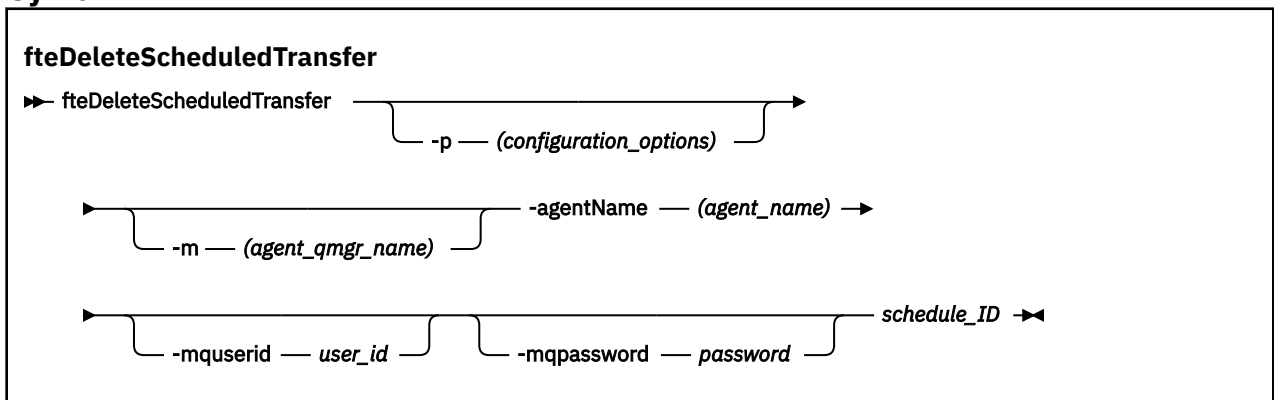 fteDeleteScheduledTransfer
fteDeleteScheduledTransfer
-p (configuration_options)
-agentName (agent_name)
-m (agent_qmgr_name)
schedule_ID
-mquserid user_id -mqpassword password